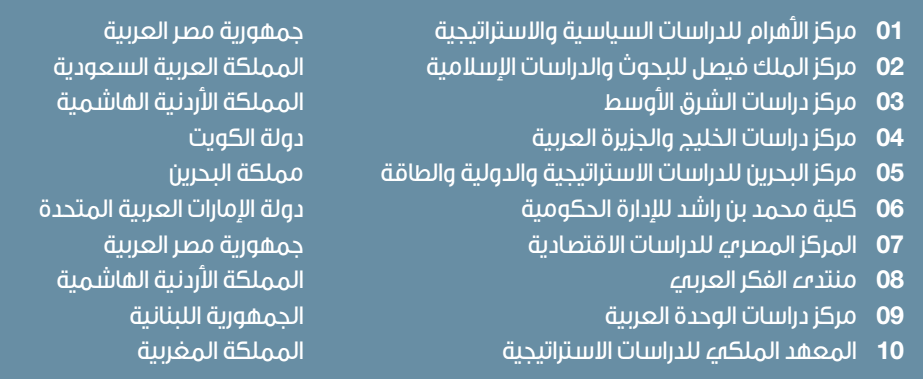 01 مركز الأهرام للدراسات السياسية والاستراتيجية جمهورية مصر العربية
02 مركز الملك فيصل للبحوث والدراسات الإسلامية المملكة العربية السعودية
03 مركز دراسات الشرق الأوسط المملكة الأردنية الهاشمية
04 مركز دراسات الخليج والجزيرة العربية دولة الكويت
05 مركز البحرين للدراسات الاستراتيجية والدولية والطاقة مملكة البحرين
06 كلية محمد بن راشد للإدارة الحكومية دولة الإمارات العربية المتحدة
07 المركز المصري للدراسات الاقتصادية جمهورية مصر العربية
08 منتدى الفكر العربي المملكة الأردنية الهاشمية
09 مركز دراسات الوحدة العربية الجمهورية اللبنانية
10 المعهد الملكي للدراسات الاستراتيجية المملكة المغربية